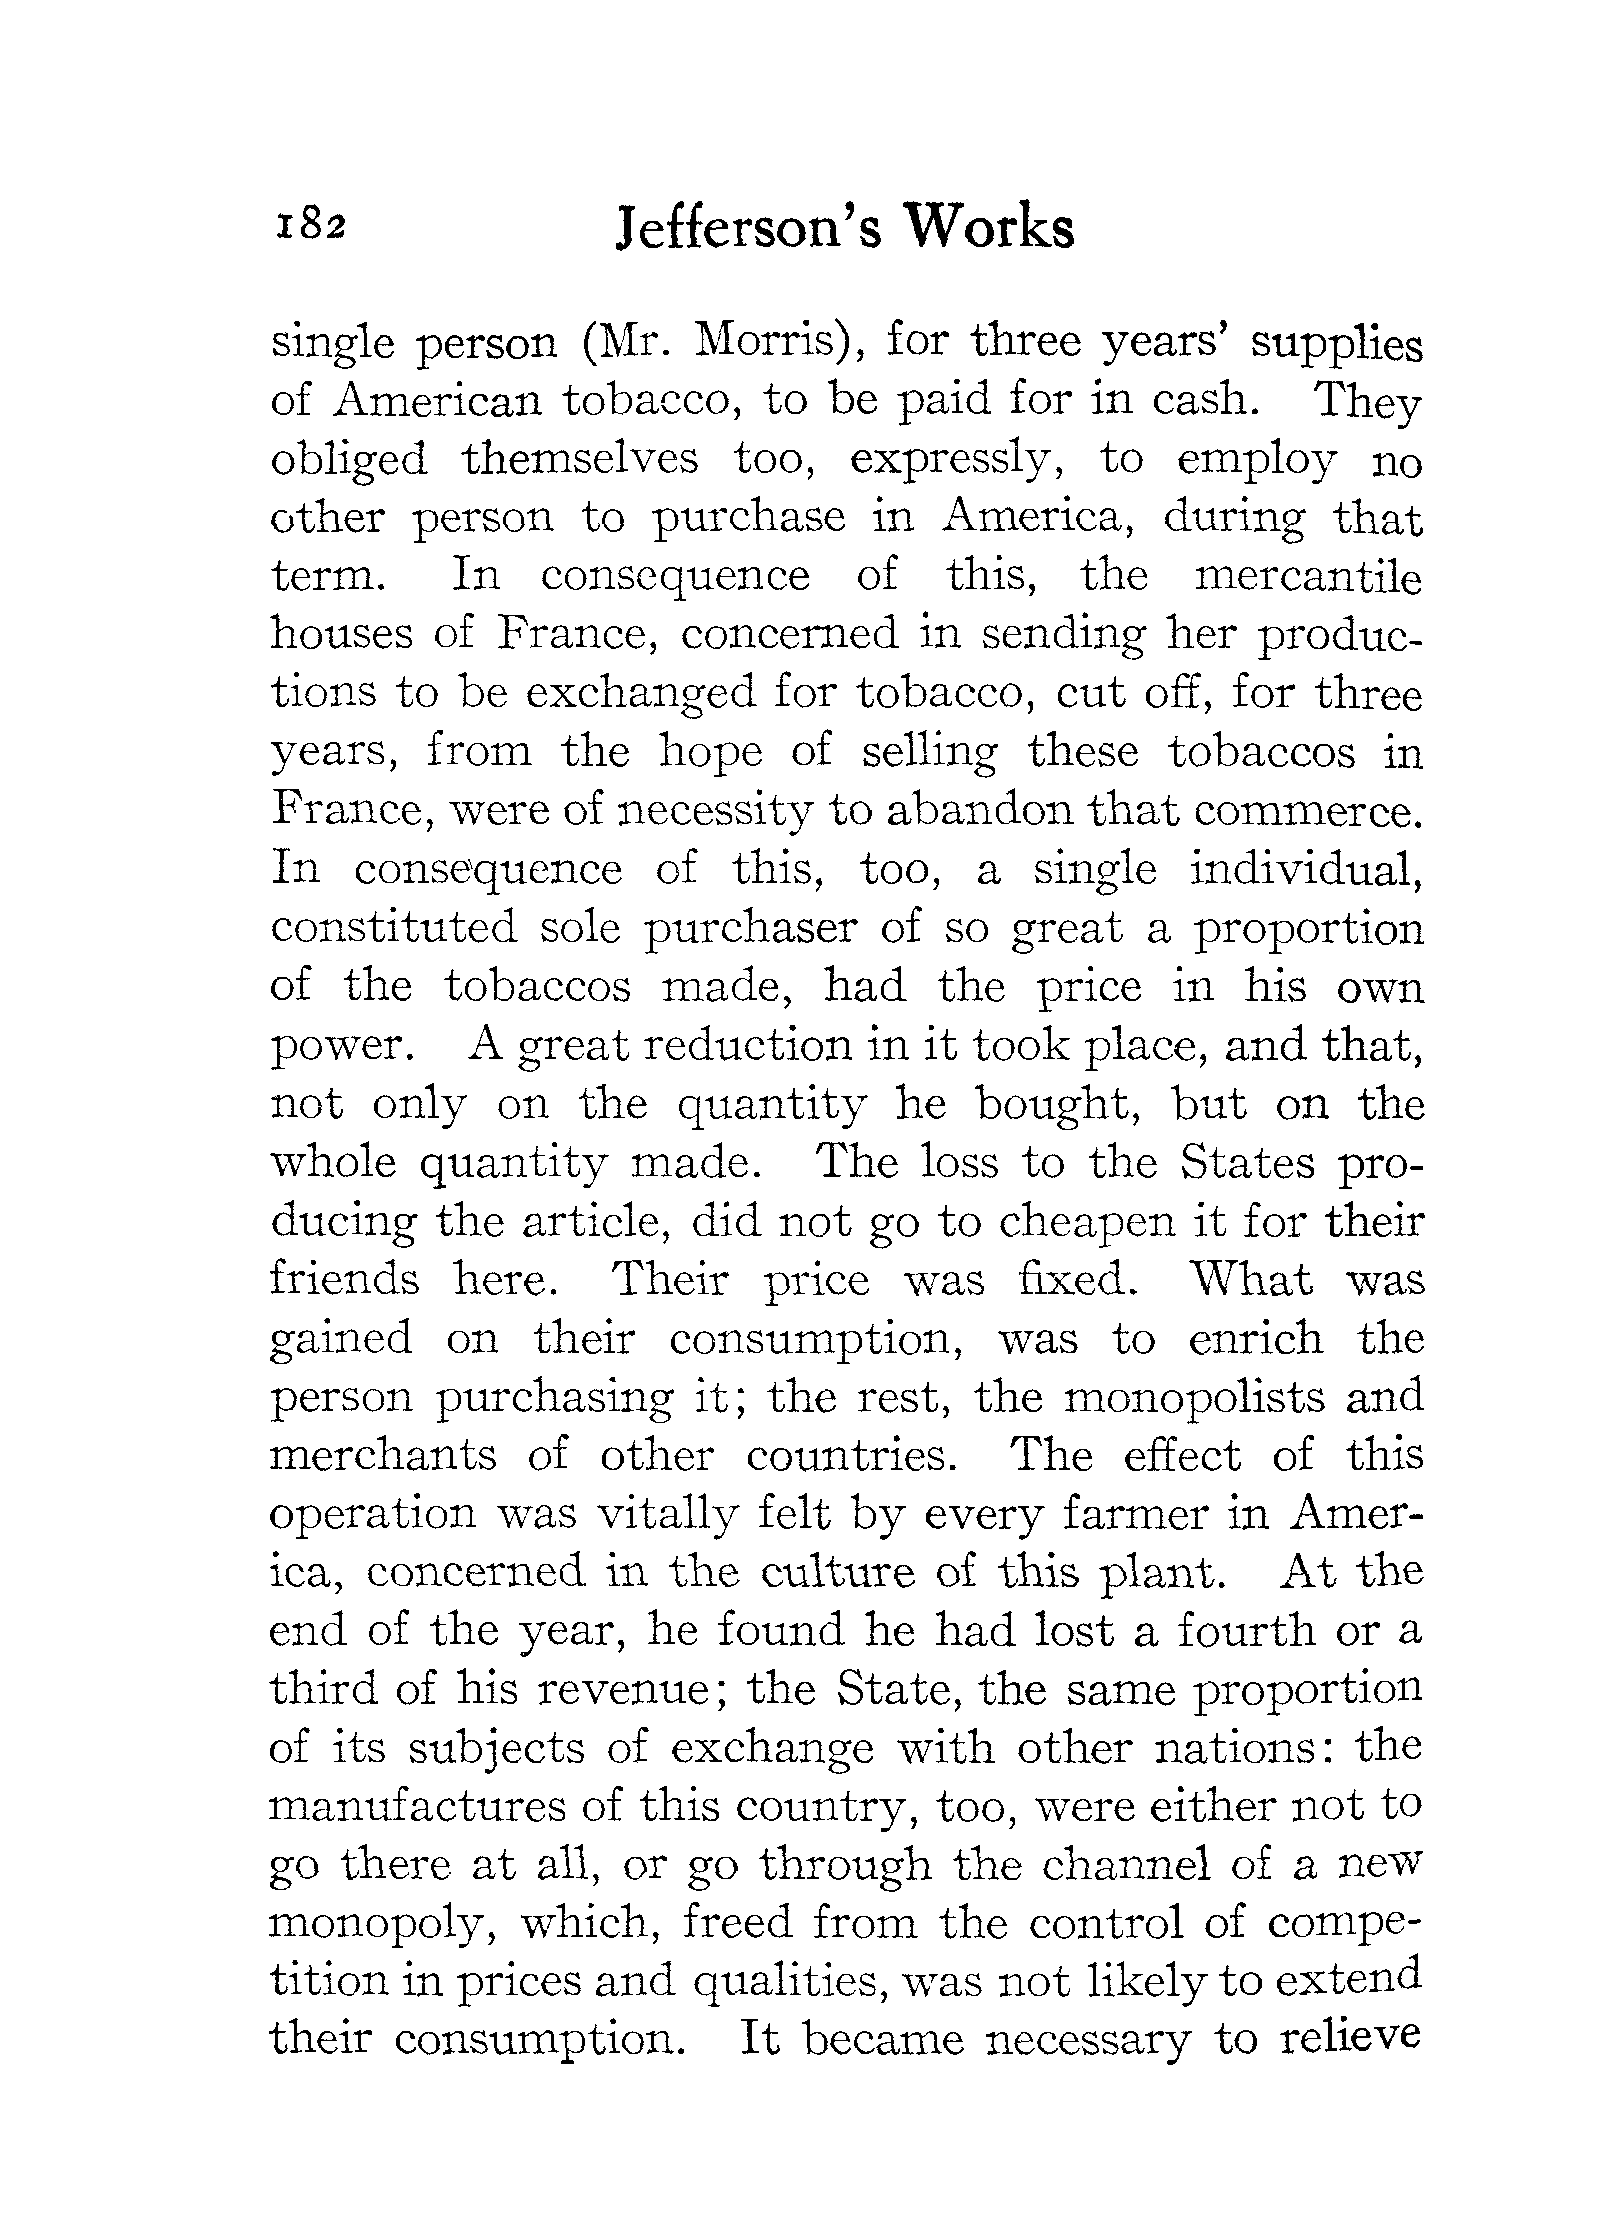 182 Jefferson's Works
single person (Mr. Morris), for three years' supplies
of American tobacco, to be paid for in cash. They
obliged themselves too, expressly, to employ no
other person to purchase in America, during that
term. In consequence of this, the mercantile
houses of France, concerned in sending her produc-
tions to be exchanged for tobacco, cut off, for three
years, from the hope of selling these tobaccos in
France, were of necessity to abandon that commerce.
In consequence of this, too, a single individual,
constituted sole purchaser of so great a proportion
of the tobaccos made, had the price in his own
power. A great reduction in it took place, and that,
not only on the quantity he bought, but on the
whole quantity made. The loss to the States pro-
ducing the article, did not go to cheapen it for their
friends here. Their price was fixed. What was
gained on their consumption, was to enrich the
person purchasing it; the rest, the monopolists and
merchants of other countries. The effect of this
operation was vitally felt by every farmer in Amer-
ica, concerned in the culture of this plant. At the
end of the year, he found he had lost a fourth or a
third of his revenue; the State, the same proportion
of its subjects of exchange with other nations: the
manufactures of this country, too, were either not to
go there at all, or go through the channel of a new
monopoly, which, freed from the control of compe-
tition in prices and qualities, was not likely to extend
their consumption. It became necessary to relieve